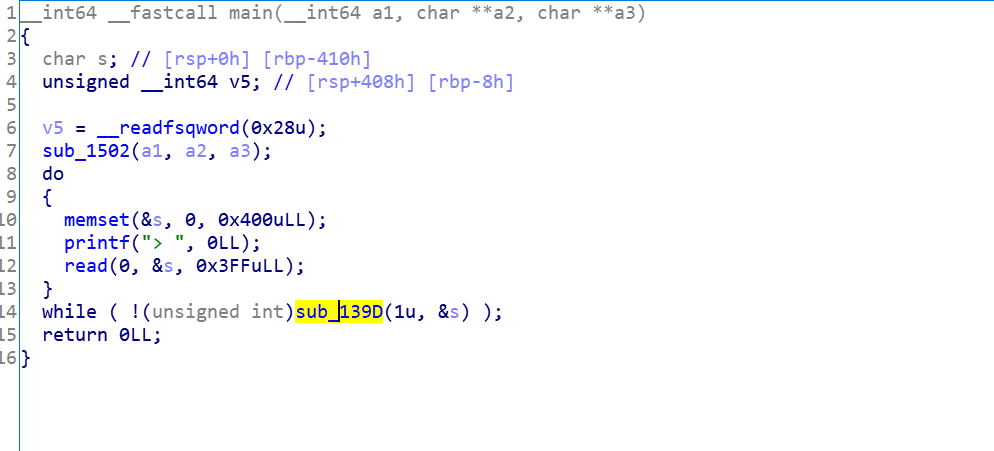 1 __int64 __fastcall main(__int64 a1, char **a2, char **a3)
2 {
3   char s; // [rsp+0h] [rbp-410h]
4   unsigned __int64 v5; // [rsp+408h] [rbp-8h]
5
6   v5 = __readfsqword(0x28u);
7   sub_1502(a1, a2, a3);
8   do
9   {
10     memset(&s, 0, 0x400uLL);
11     printf("> ", 0LL);
12     read(0, &s, 0x3FFuLL);
13   }
14   while ( !(unsigned int)sub_139D(1u, &s) );
15   return 0LL;
16 }